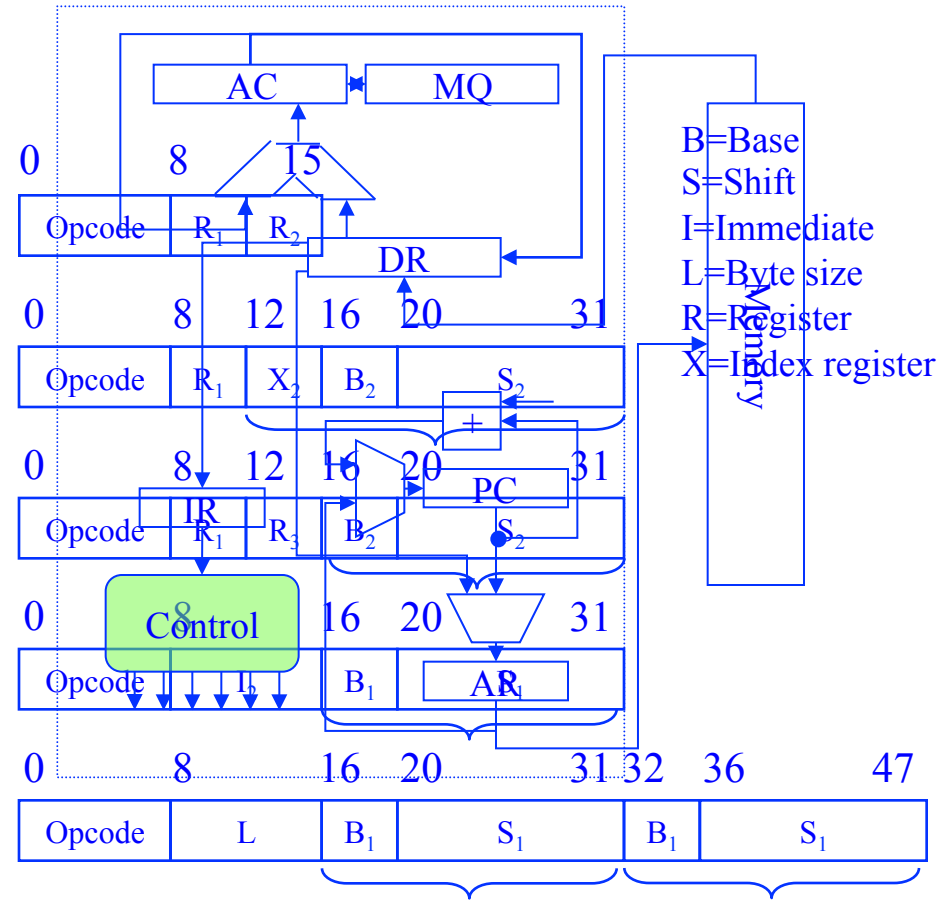 AC MQ
B=Base
0 8 15
S=Shift
Opcode R₁ R₂
I=Immediate
DR
L=Byte size
0 8 12 16 20 31
R=Register
Memory
X=Index register
Opcode R₁ X₂ B₂ S₂
+
0 8 12 16 20 31
PC
IR
Opcode R₁ R₃ B₂ S₂
0 8 16 20 31
Control
Opcode I₂ B₁ S₁
AR
0 8 16 20 31 32 36 47
Opcode L B₁ S₁ B₁ S₁